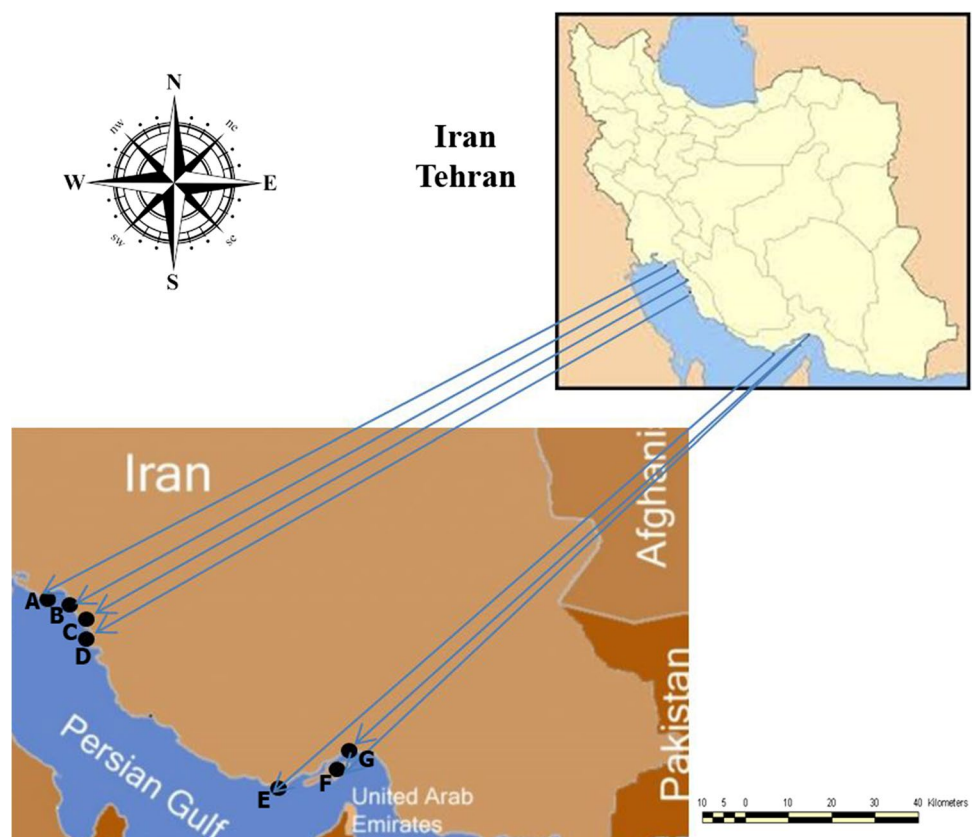 N
nw
ne
W
E
sw
se
S
Iran
Tehran
Iran
Afghani
A
B
C
D
Pakistan
Persian Gulf
G
F
E
United Arab
Emirates
10 5 0 10 20 30 40 Kilometers